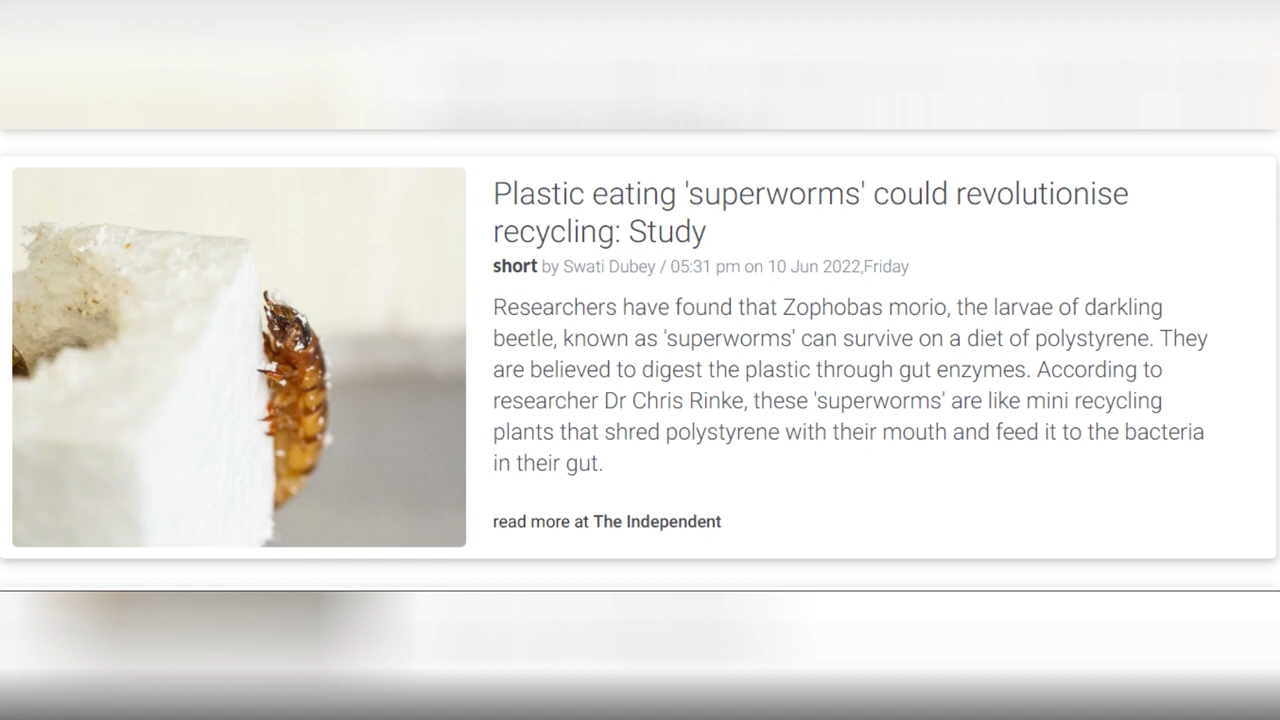 Plastic eating 'superworms' could revolutionise
recycling: Study
short by Swati Dubey / 05:31 pm on 10 Jun 2022,Friday
Researchers have found that Zophobas morio, the larvae of darkling
beetle, known as 'superworms' can survive on a diet of polystyrene. They
are believed to digest the plastic through gut enzymes. According to
researcher Dr Chris Rinke, these 'superworms' are like mini recycling
plants that shred polystyrene with their mouth and feed it to the bacteria
in their gut.
read more at The Independent